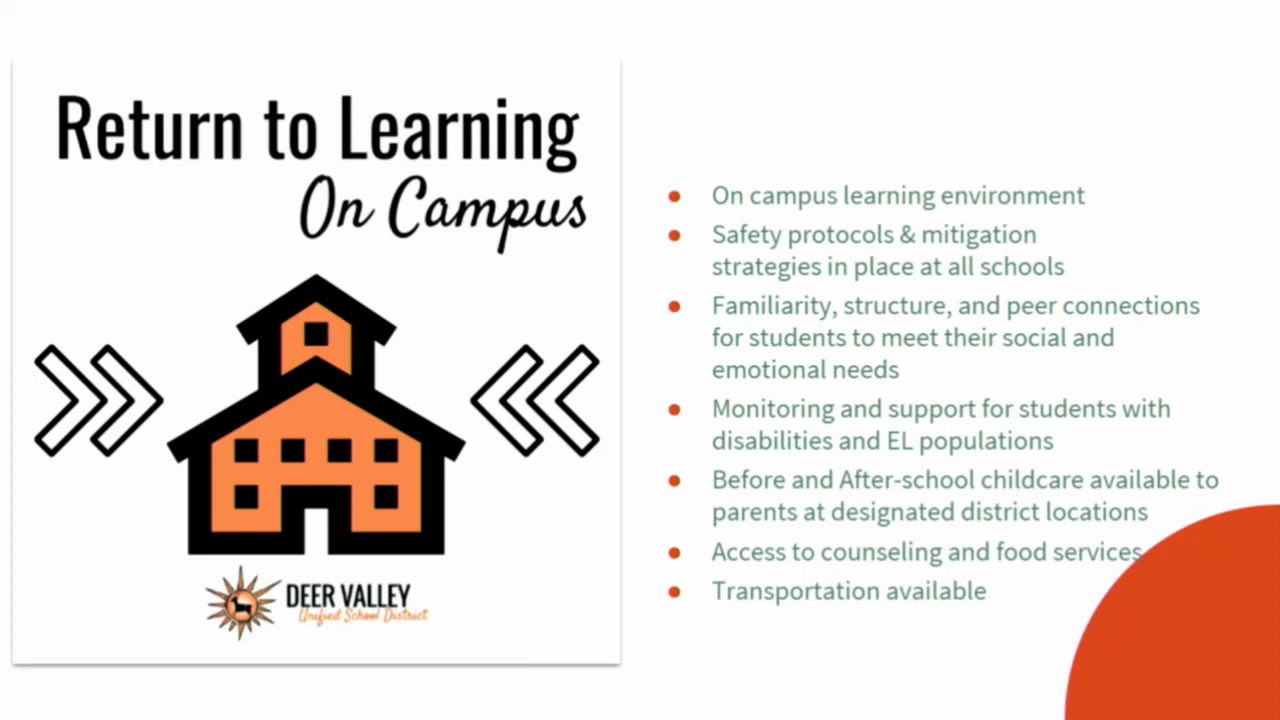 Return to Learning
On Campus
DEER VALLEY
Unified School District
On campus learning environment
Safety protocols & mitigation
strategies in place at all schools
Familiarity, structure, and peer connections
for students to meet their social and
emotional needs
Monitoring and support for students with
disabilities and EL populations
Before and After-school childcare available to
parents at designated district locations
Access to counseling and food services
Transportation available